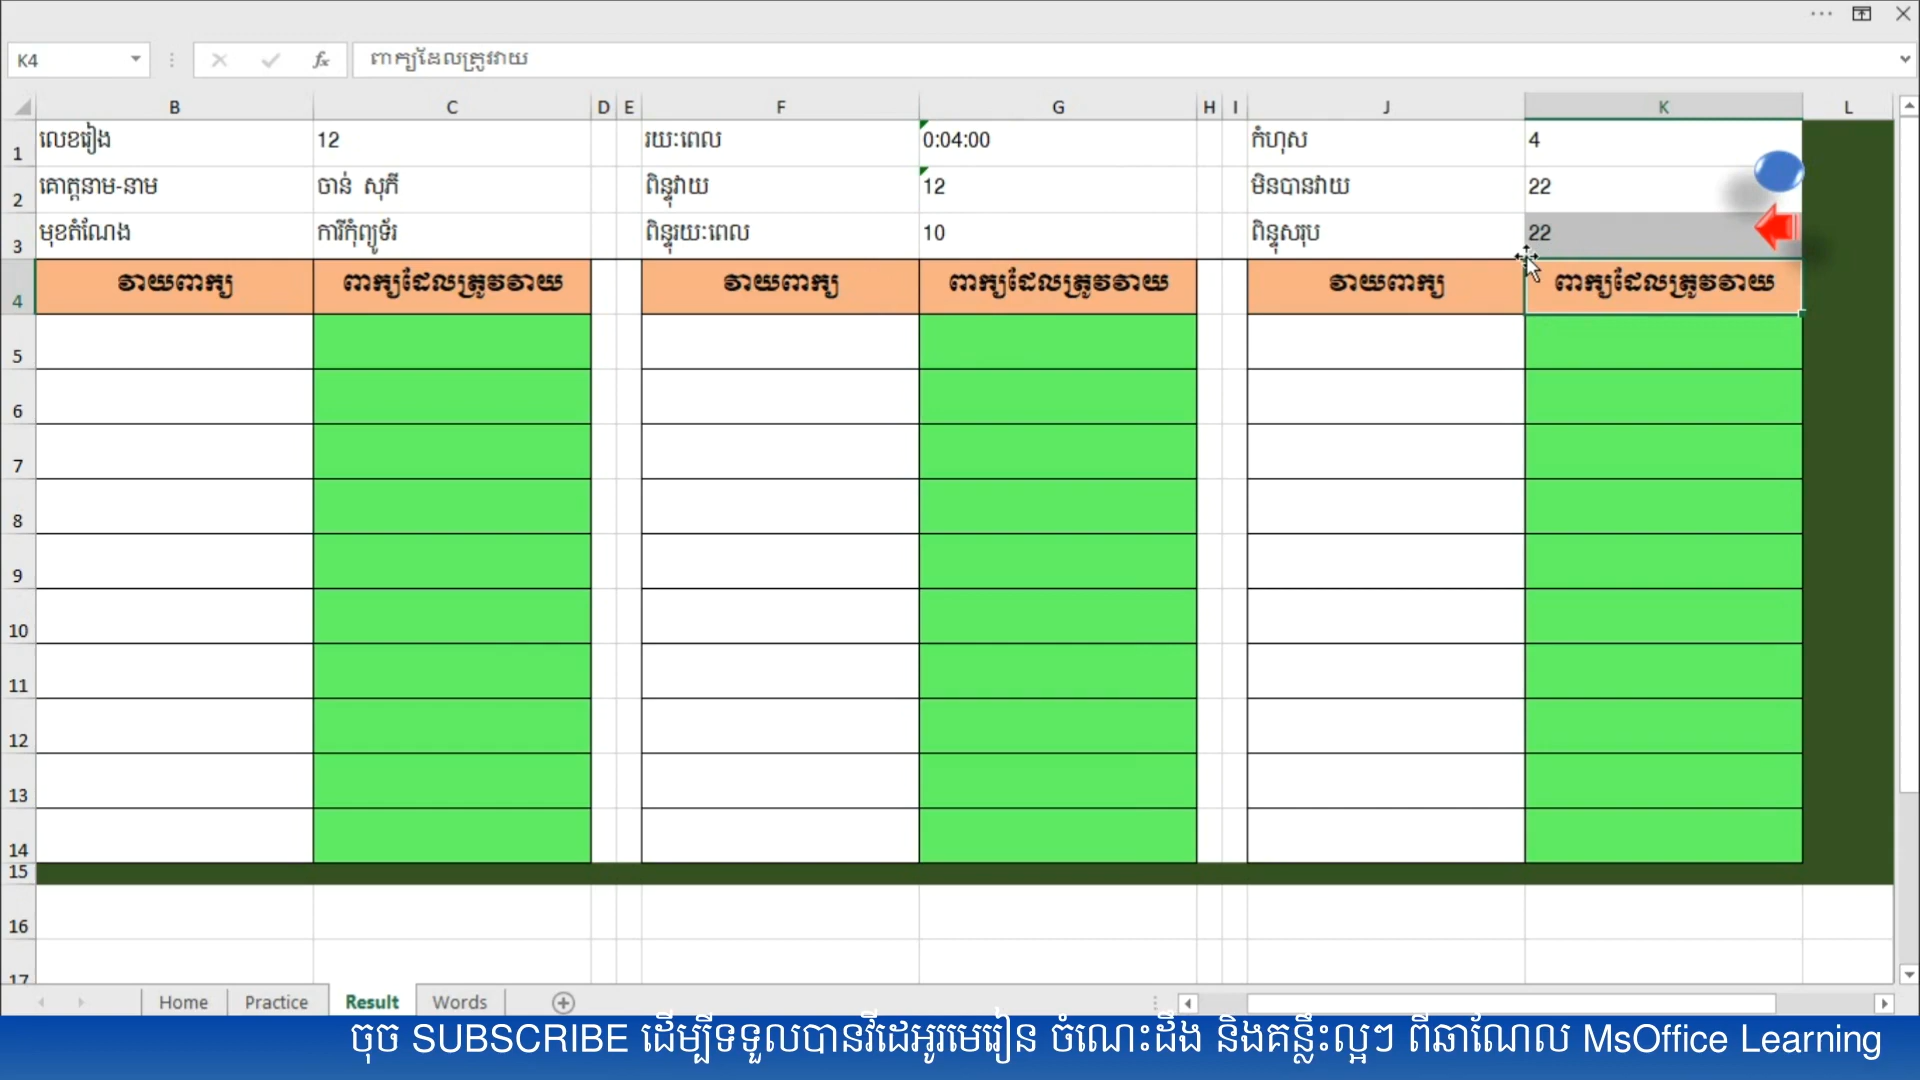 K4 fx ពាក្យដែលត្រូវវាយ
B C D E F G H I J K L
1 លេខរៀង 12 រយៈពេល 0:04:00 កំហុស 4
2 គោត្តនាម-នាម ចាន់ សុភី ពិន្ទុវាយ 12 មិនបានវាយ 22
3 មុខតំណែង ការីកុំព្យូទ័រ ពិន្ទុរយៈពេល 10 ពិន្ទុសរុប 22
4 វាយពាក្យ ពាក្យដែលត្រូវវាយ វាយពាក្យ ពាក្យដែលត្រូវវាយ វាយពាក្យ ពាក្យដែលត្រូវវាយ
5
6
7
8
9
10
11
12
13
14
15
16
17
Home Practice Result Words
ចុច SUBSCRIBE ដើម្បីទទួលបានវីដេអូរមេរៀន ចំណេះដឹង និងគន្លឹះល្អៗ ពីឆាណែល MsOffice Learning